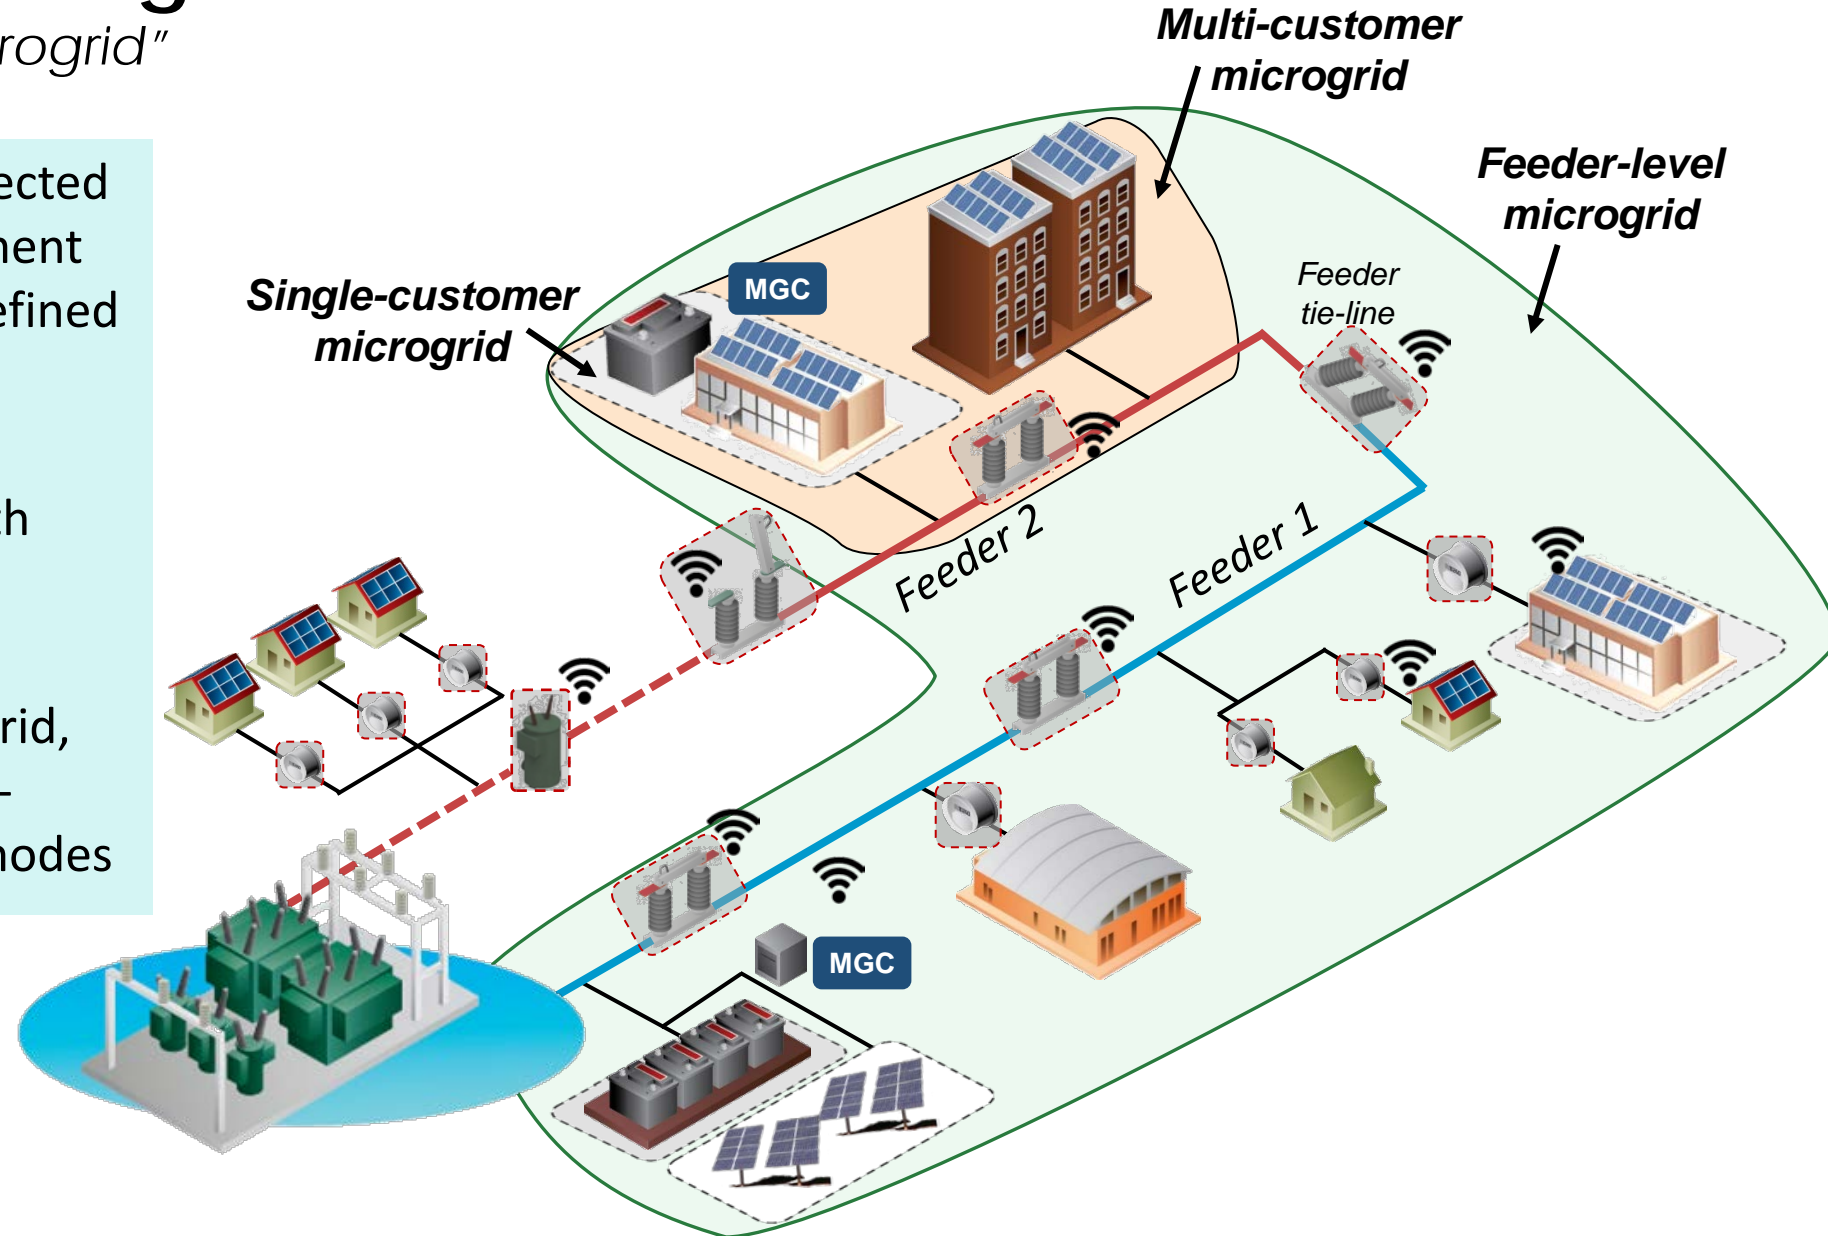 rogrid"
ected
nent
efined
th
rid,
–
nodes
Multi-customer
microgrid
Feeder-level
microgrid
Single-customer
microgrid
MGC
Feeder
tie-line
Feeder 2
Feeder 1
MGC